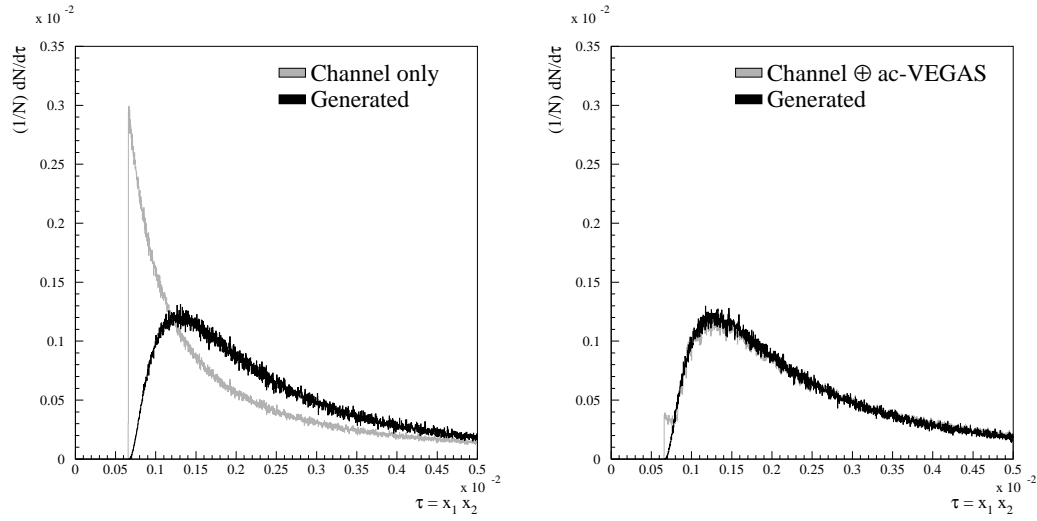 x 10 -2
0.35
0.3
0.25
0.2
0.15
0.1
0.05
0
0 0.05 0.1 0.15 0.2 0.25 0.3 0.35 0.4 0.45 0.5
x 10 -2
τ = x1 x2
(1/N) dN/dτ
Channel only
Generated
x 10 -2
0.35
0.3
0.25
0.2
0.15
0.1
0.05
0
0 0.05 0.1 0.15 0.2 0.25 0.3 0.35 0.4 0.45 0.5
x 10 -2
τ = x1 x2
(1/N) dN/dτ
Channel ⊕ ac-VEGAS
Generated